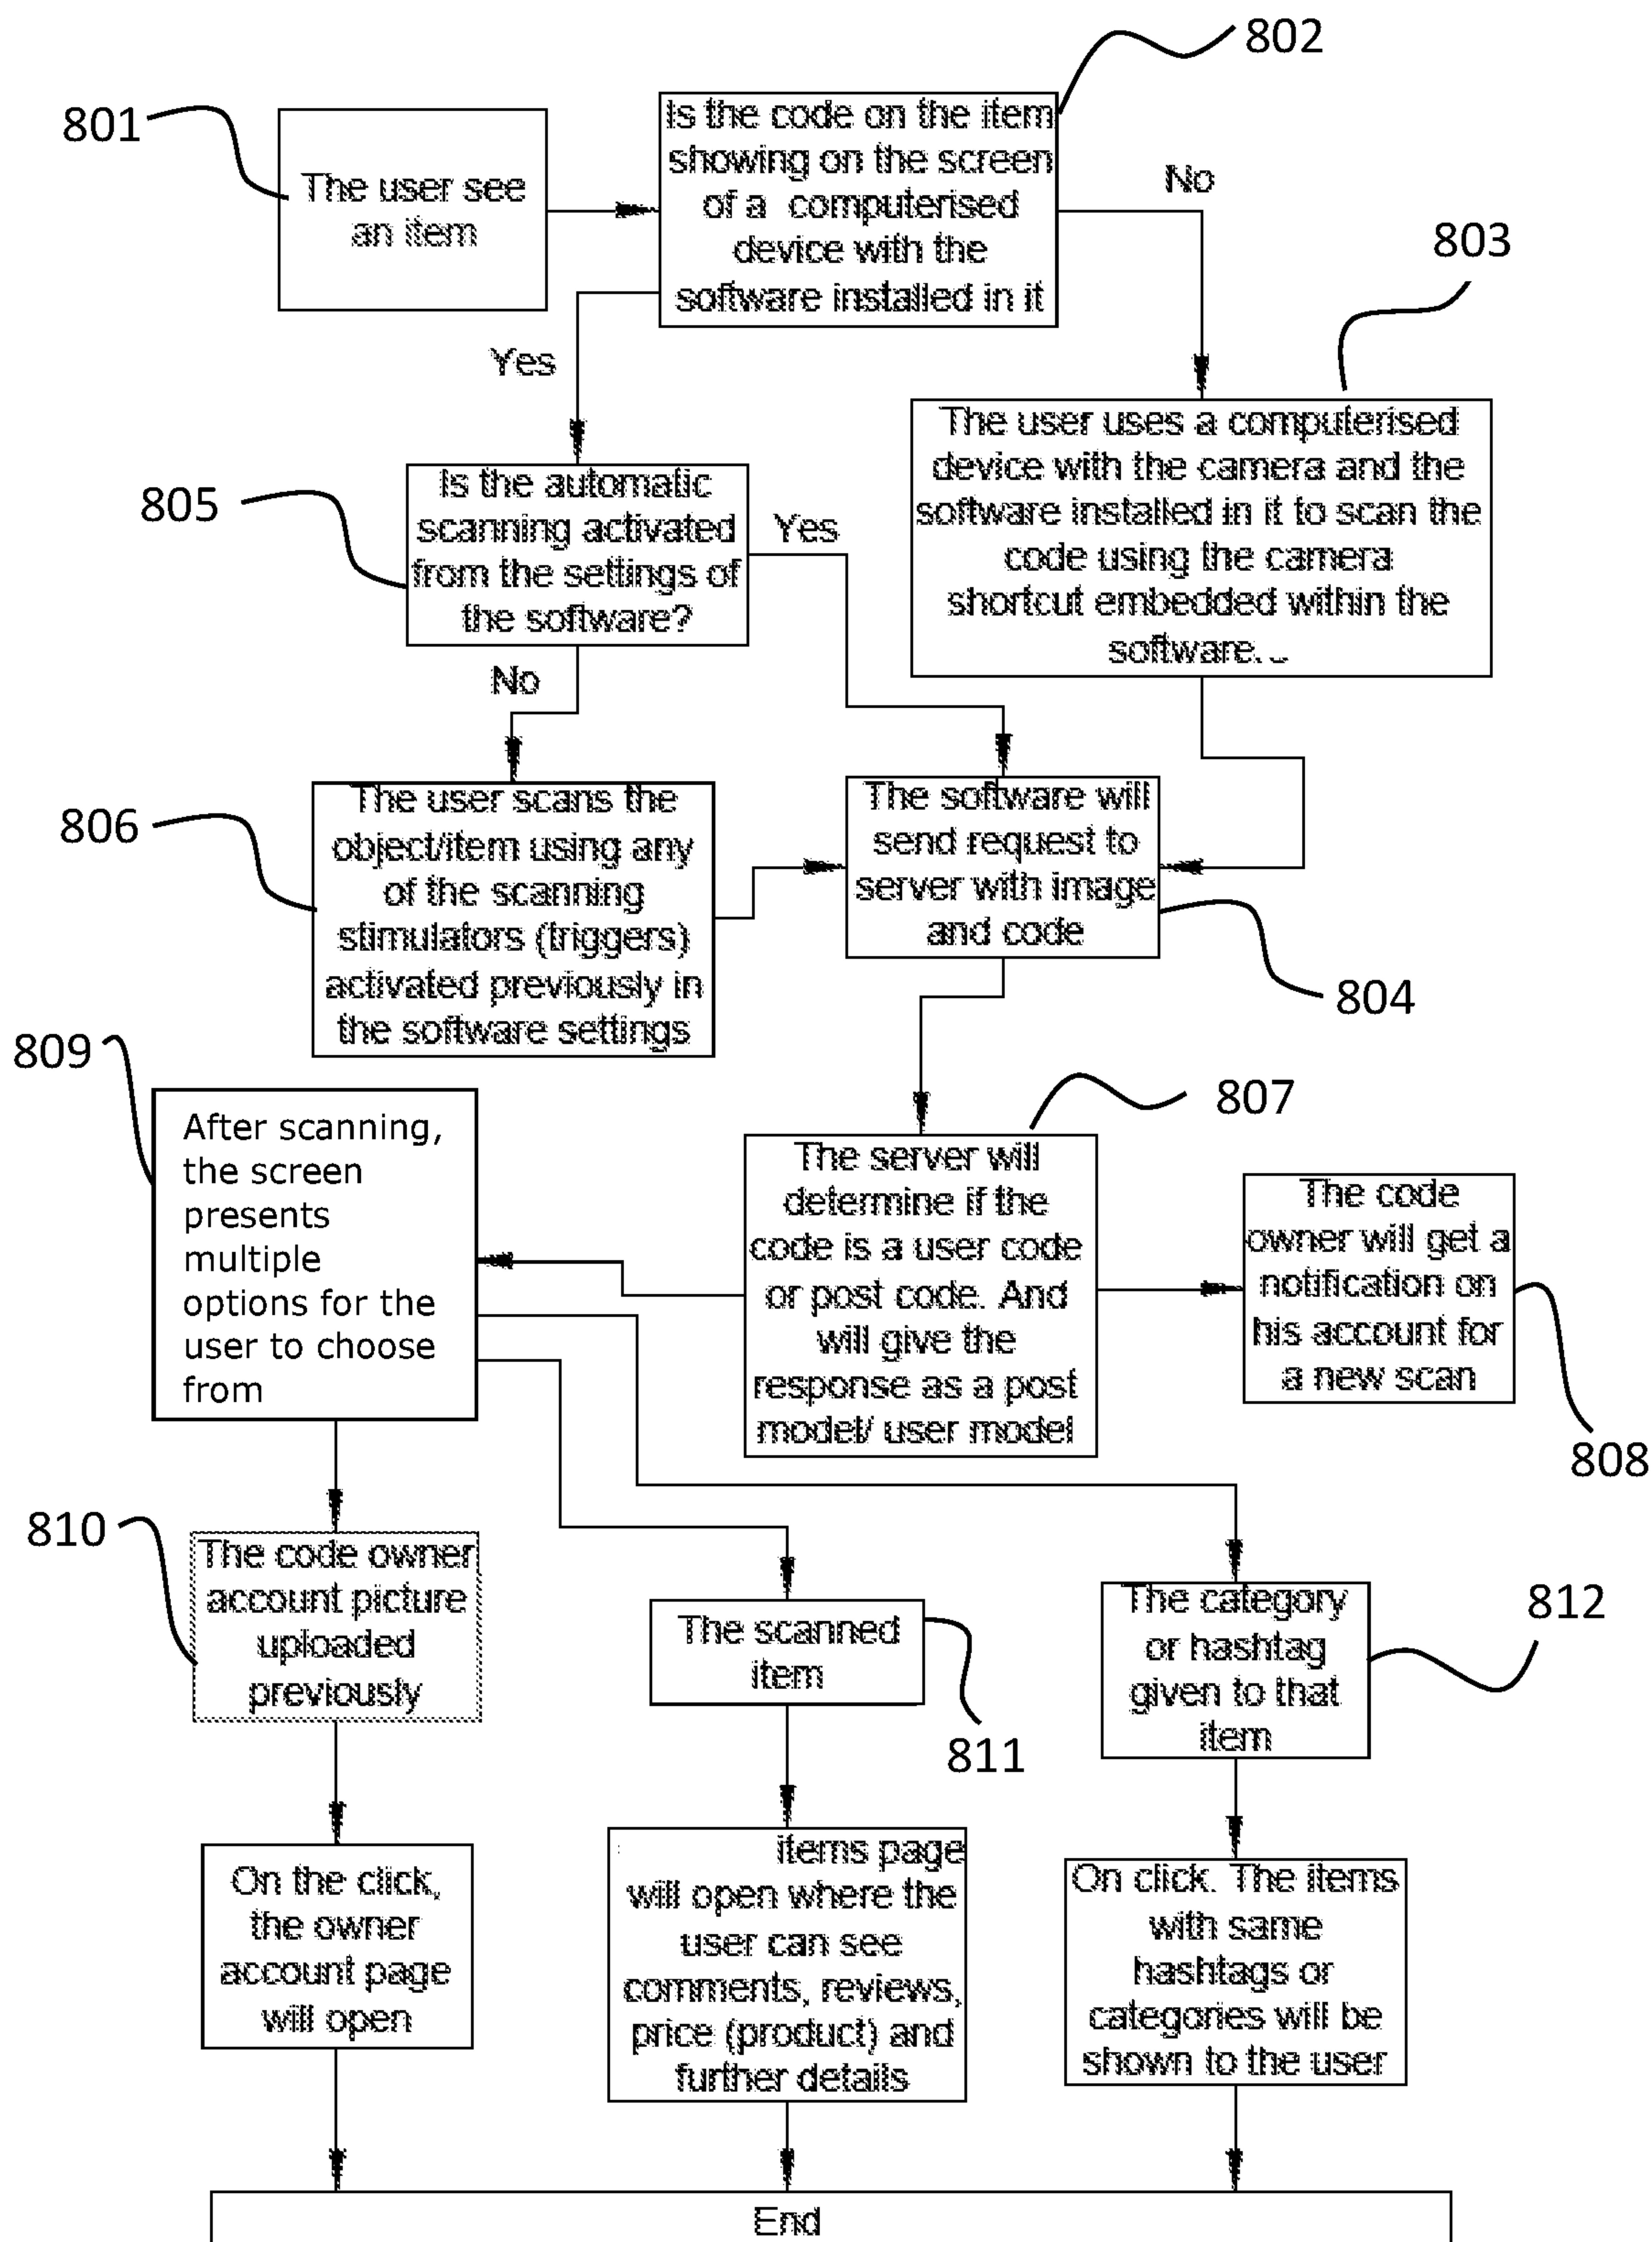 802
801
The user see
an item
Is the code on the item
showing on the screen
of a computerised
device with the
software installed in it
No
803
Yes
The user uses a computerised
device with the camera and the
software installed in it to scan the
code using the camera
shortcut embedded within the
software. .
805
Is the automatic
scanning activated
from the settings of
the software?
Yes
No
806
The user scans the
object/item using any
of the scanning
stimulators (triggers)
activated previously in
the software settings
The software will
send request to
server with image
and code
804
809
After scanning,
the screen
presents
multiple
options for the
user to choose
from
807
The server will
determine if the
code is a user code
or post code. And
will give the
response as a post
model/ user model
The code
owner will get a
notification on
his account for
a new scan
808
810
The code owner
account picture
uploaded
previously
The scanned
item
811
The category
or hashtag
given to that
item
812
On the click,
the owner
account page
will open
items page
will open where the
user can see
comments, reviews,
price (product) and
further details
On click. The items
with same
hashtags or
categories will be
shown to the user
End